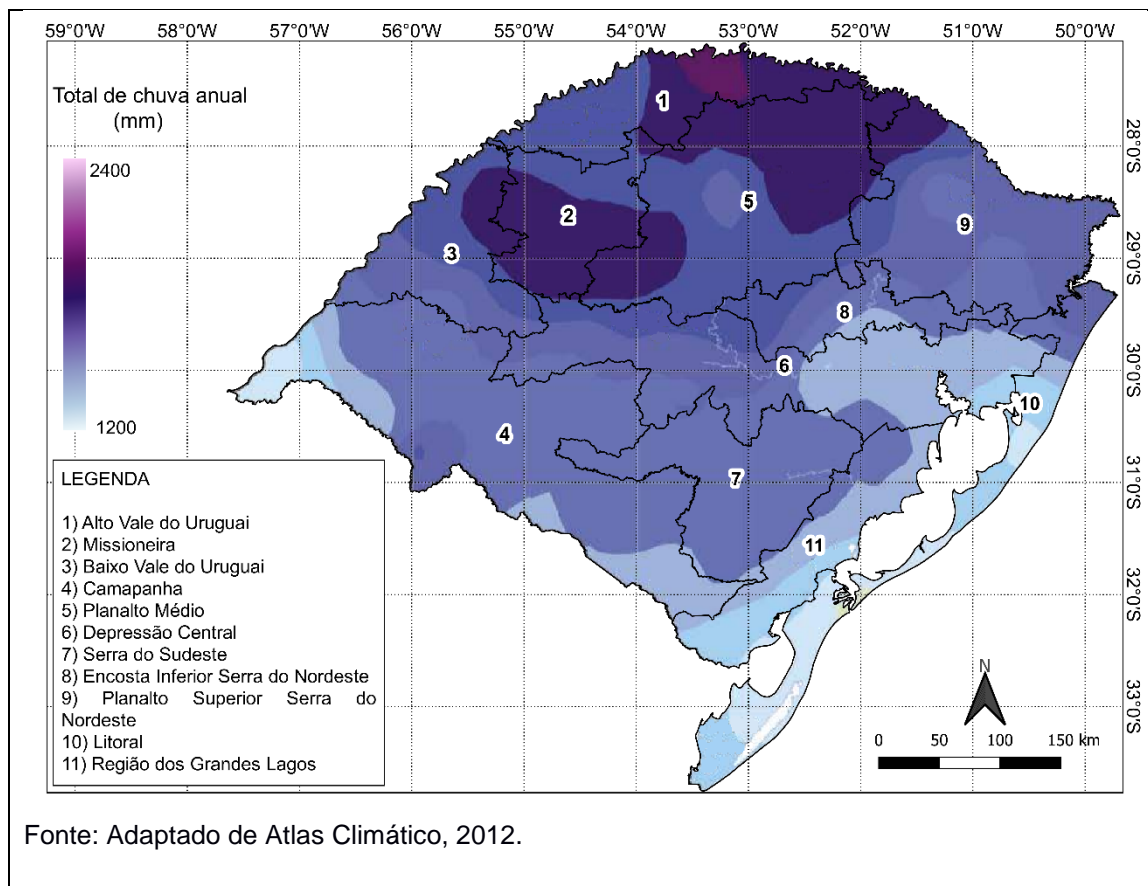 59°0'W 58°0'W 57°0'W 56°0'W 55°0'W 54°0'W 53°0'W 52°0'W 51°0'W 50°0'W
Total de chuva anual
(mm)
2400
1200
28°0'S
29°0'S
30°0'S
31°0'S
32°0'S
33°0'S
1
2
5
9
3
8
6
10
4
7
11
LEGENDA
1) Alto Vale do Uruguai
2) Missioneira
3) Baixo Vale do Uruguai
4) Camapanha
5) Planalto Médio
6) Depressão Central
7) Serra do Sudeste
8) Encosta Inferior Serra do Nordeste
9) Planalto Superior Serra do
Nordeste
10) Litoral
11) Região dos Grandes Lagos
N
0 50 100 150 km
Fonte: Adaptado de Atlas Climático, 2012.